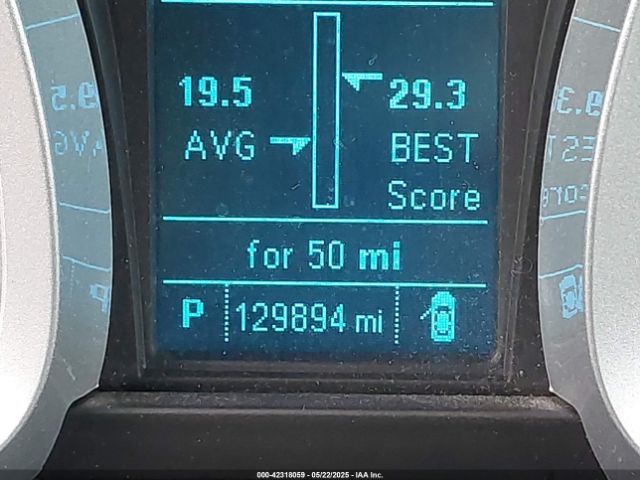 19.5 29.3
AVG BEST
Score
for 50 mi
P 129894 mi
000-42318059 - 05/22/2025 - IAA Inc.